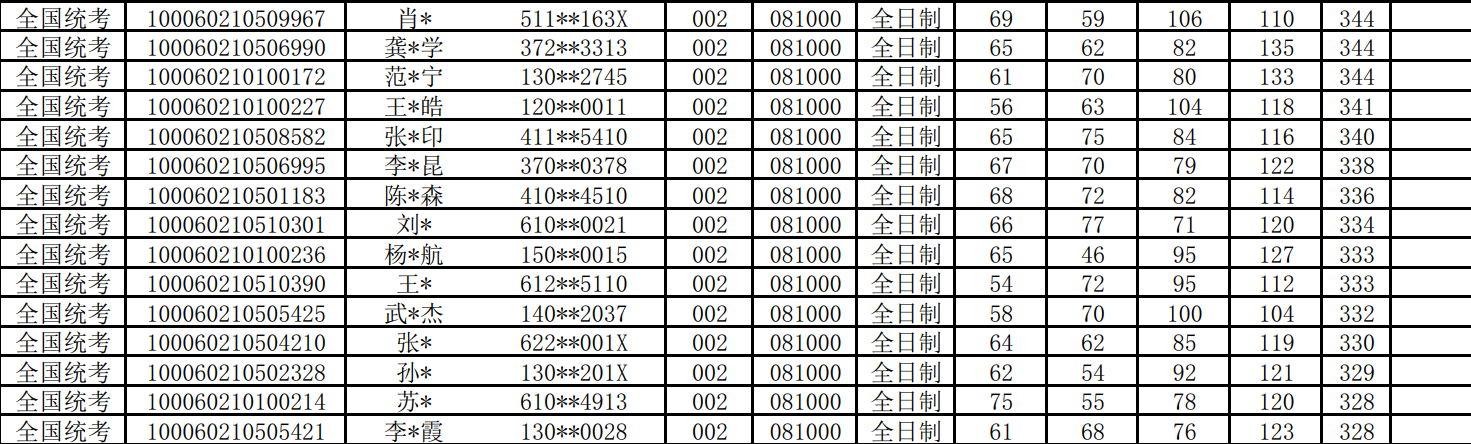 全国统考 100060210509967 肖* 511**163X 002 081000 全日制 69 59 106 110 344
全国统考 100060210506990 龚*学 372**3313 002 081000 全日制 65 62 82 135 344
全国统考 100060210100172 范*宁 130**2745 002 081000 全日制 61 70 80 133 344
全国统考 100060210100227 王*皓 120**0011 002 081000 全日制 56 63 104 118 341
全国统考 100060210508582 张*印 411**5410 002 081000 全日制 65 75 84 116 340
全国统考 100060210506995 李*昆 370**0378 002 081000 全日制 67 70 79 122 338
全国统考 100060210501183 陈*森 410**4510 002 081000 全日制 68 72 82 114 336
全国统考 100060210510301 刘* 610**0021 002 081000 全日制 66 77 71 120 334
全国统考 100060210100236 杨*航 150**0015 002 081000 全日制 65 46 95 127 333
全国统考 100060210510390 王* 612**5110 002 081000 全日制 54 72 95 112 333
全国统考 100060210505425 武*杰 140**2037 002 081000 全日制 58 70 100 104 332
全国统考 100060210504210 张* 622**001X 002 081000 全日制 64 62 85 119 330
全国统考 100060210502328 孙* 130**201X 002 081000 全日制 62 54 92 121 329
全国统考 100060210100214 苏* 610**4913 002 081000 全日制 75 55 78 120 328
全国统考 100060210505421 李*霞 130**0028 002 081000 全日制 61 68 76 123 328